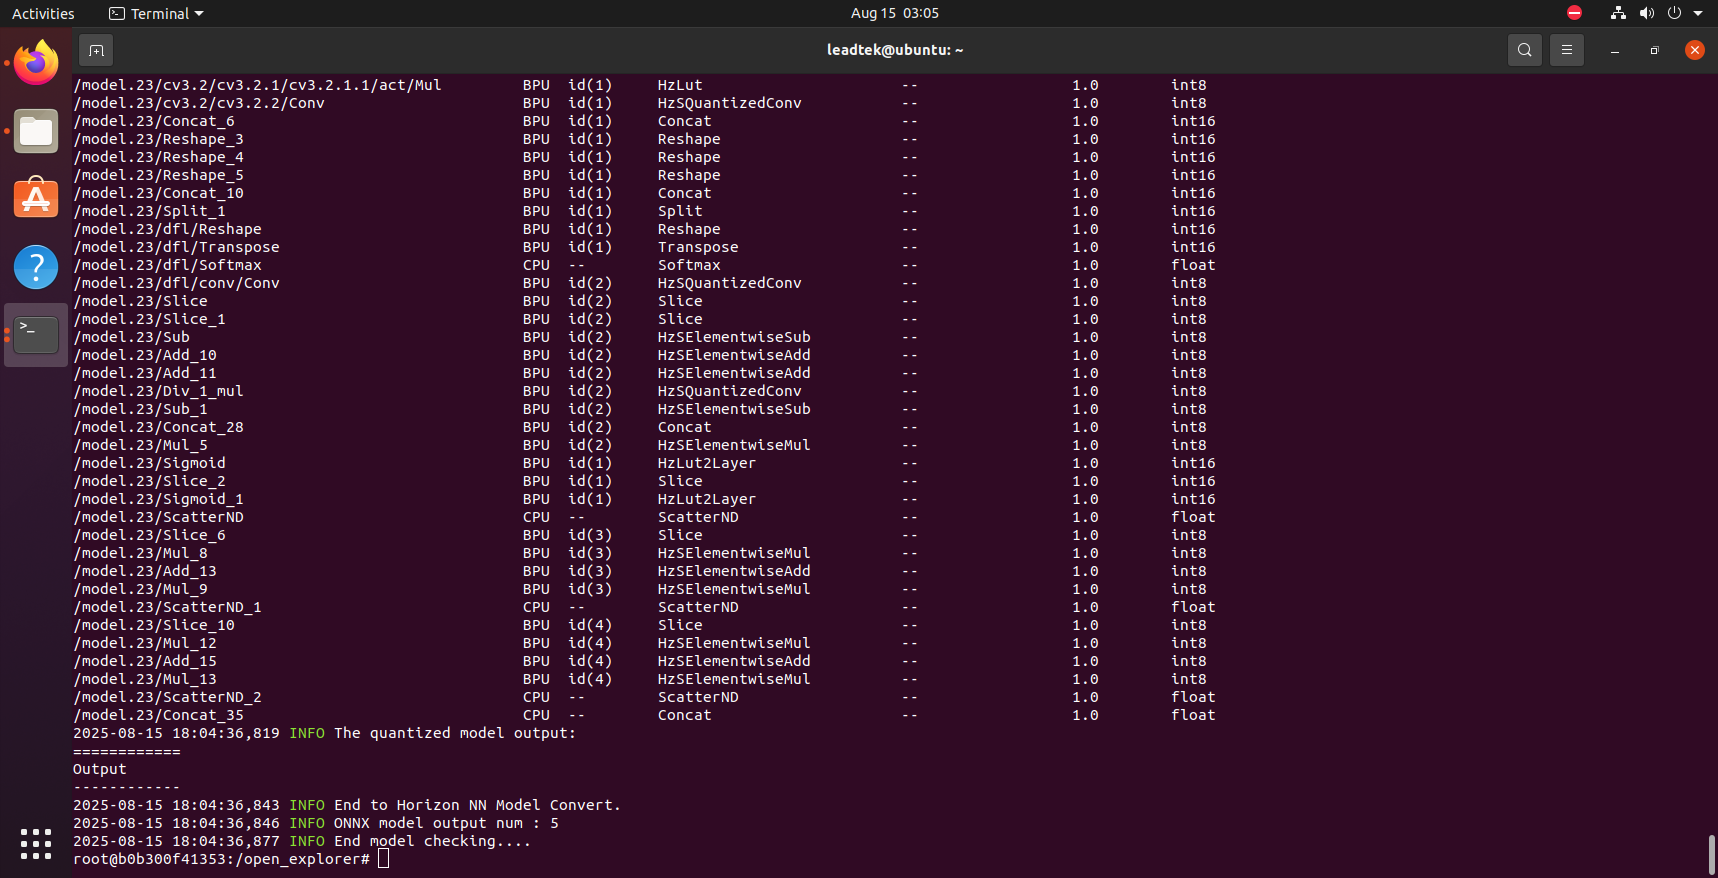 Activities Terminal Aug 15 03:05
leadtek@ubuntu: ~
/model.23/cv3.2/cv3.2.1/cv3.2.1.1/act/Mul BPU id(1) HzLut -- 1.0 int8
/model.23/cv3.2/cv3.2.2/Conv BPU id(1) HzSQuantizedConv -- 1.0 int8
/model.23/Concat_6 BPU id(1) Concat -- 1.0 int16
/model.23/Reshape_3 BPU id(1) Reshape -- 1.0 int16
/model.23/Reshape_4 BPU id(1) Reshape -- 1.0 int16
/model.23/Reshape_5 BPU id(1) Reshape -- 1.0 int16
/model.23/Concat_10 BPU id(1) Concat -- 1.0 int16
/model.23/Split_1 BPU id(1) Split -- 1.0 int16
/model.23/dfl/Reshape BPU id(1) Reshape -- 1.0 int16
/model.23/dfl/Transpose BPU id(1) Transpose -- 1.0 int16
/model.23/dfl/Softmax CPU -- Softmax -- 1.0 float
/model.23/dfl/conv/Conv BPU id(2) HzSQuantizedConv -- 1.0 int8
/model.23/Slice BPU id(2) Slice -- 1.0 int8
/model.23/Slice_1 BPU id(2) Slice -- 1.0 int8
/model.23/Sub BPU id(2) HzSElementwiseSub -- 1.0 int8
/model.23/Add_10 BPU id(2) HzSElementwiseAdd -- 1.0 int8
/model.23/Add_11 BPU id(2) HzSElementwiseAdd -- 1.0 int8
/model.23/Div_1_mul BPU id(2) HzSQuantizedConv -- 1.0 int8
/model.23/Sub_1 BPU id(2) HzSElementwiseSub -- 1.0 int8
/model.23/Concat_28 BPU id(2) Concat -- 1.0 int8
/model.23/Mul_5 BPU id(2) HzSElementwiseMul -- 1.0 int8
/model.23/Sigmoid BPU id(1) HzLut2Layer -- 1.0 int16
/model.23/Slice_2 BPU id(1) Slice -- 1.0 int16
/model.23/Sigmoid_1 BPU id(1) HzLut2Layer -- 1.0 int16
/model.23/ScatterND CPU -- ScatterND -- 1.0 float
/model.23/Slice_6 BPU id(3) Slice -- 1.0 int8
/model.23/Mul_8 BPU id(3) HzSElementwiseMul -- 1.0 int8
/model.23/Add_13 BPU id(3) HzSElementwiseAdd -- 1.0 int8
/model.23/Mul_9 BPU id(3) HzSElementwiseMul -- 1.0 int8
/model.23/ScatterND_1 CPU -- ScatterND -- 1.0 float
/model.23/Slice_10 BPU id(4) Slice -- 1.0 int8
/model.23/Mul_12 BPU id(4) HzSElementwiseMul -- 1.0 int8
/model.23/Add_15 BPU id(4) HzSElementwiseAdd -- 1.0 int8
/model.23/Mul_13 BPU id(4) HzSElementwiseMul -- 1.0 int8
/model.23/ScatterND_2 CPU -- ScatterND -- 1.0 float
/model.23/Concat_35 CPU -- Concat -- 1.0 float
2025-08-15 18:04:36,819 INFO The quantized model output:
============
Output
------------
2025-08-15 18:04:36,843 INFO End to Horizon NN Model Convert.
2025-08-15 18:04:36,846 INFO ONNX model output num : 5
2025-08-15 18:04:36,877 INFO End model checking....
root@b0b300f41353:/open_explorer#